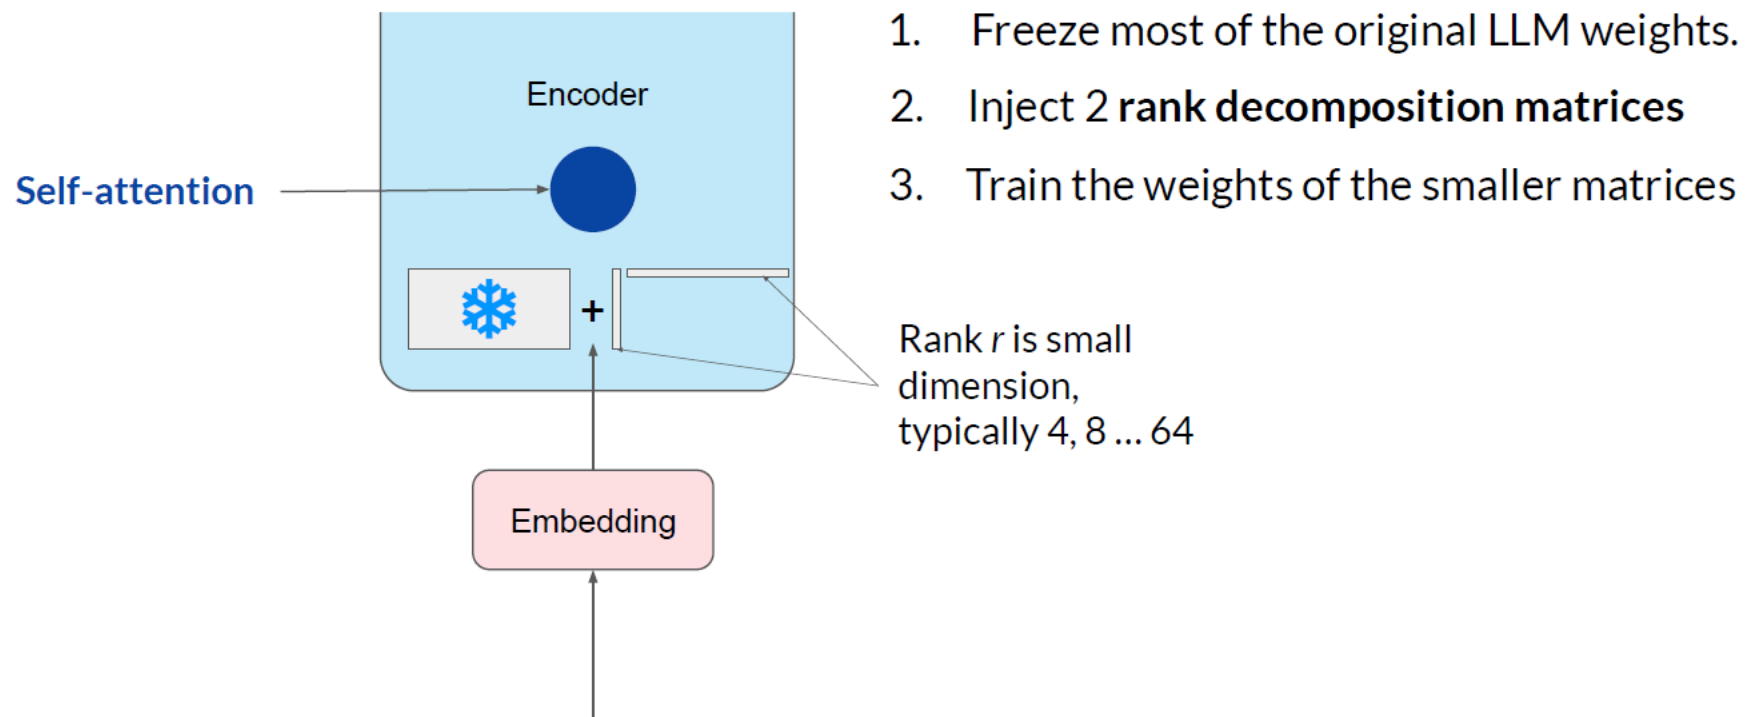 1. Freeze most of the original LLM weights.
2. Inject 2 rank decomposition matrices
3. Train the weights of the smaller matrices
Encoder
Self-attention
+
Rank r is small
dimension,
typically 4, 8 ... 64
Embedding